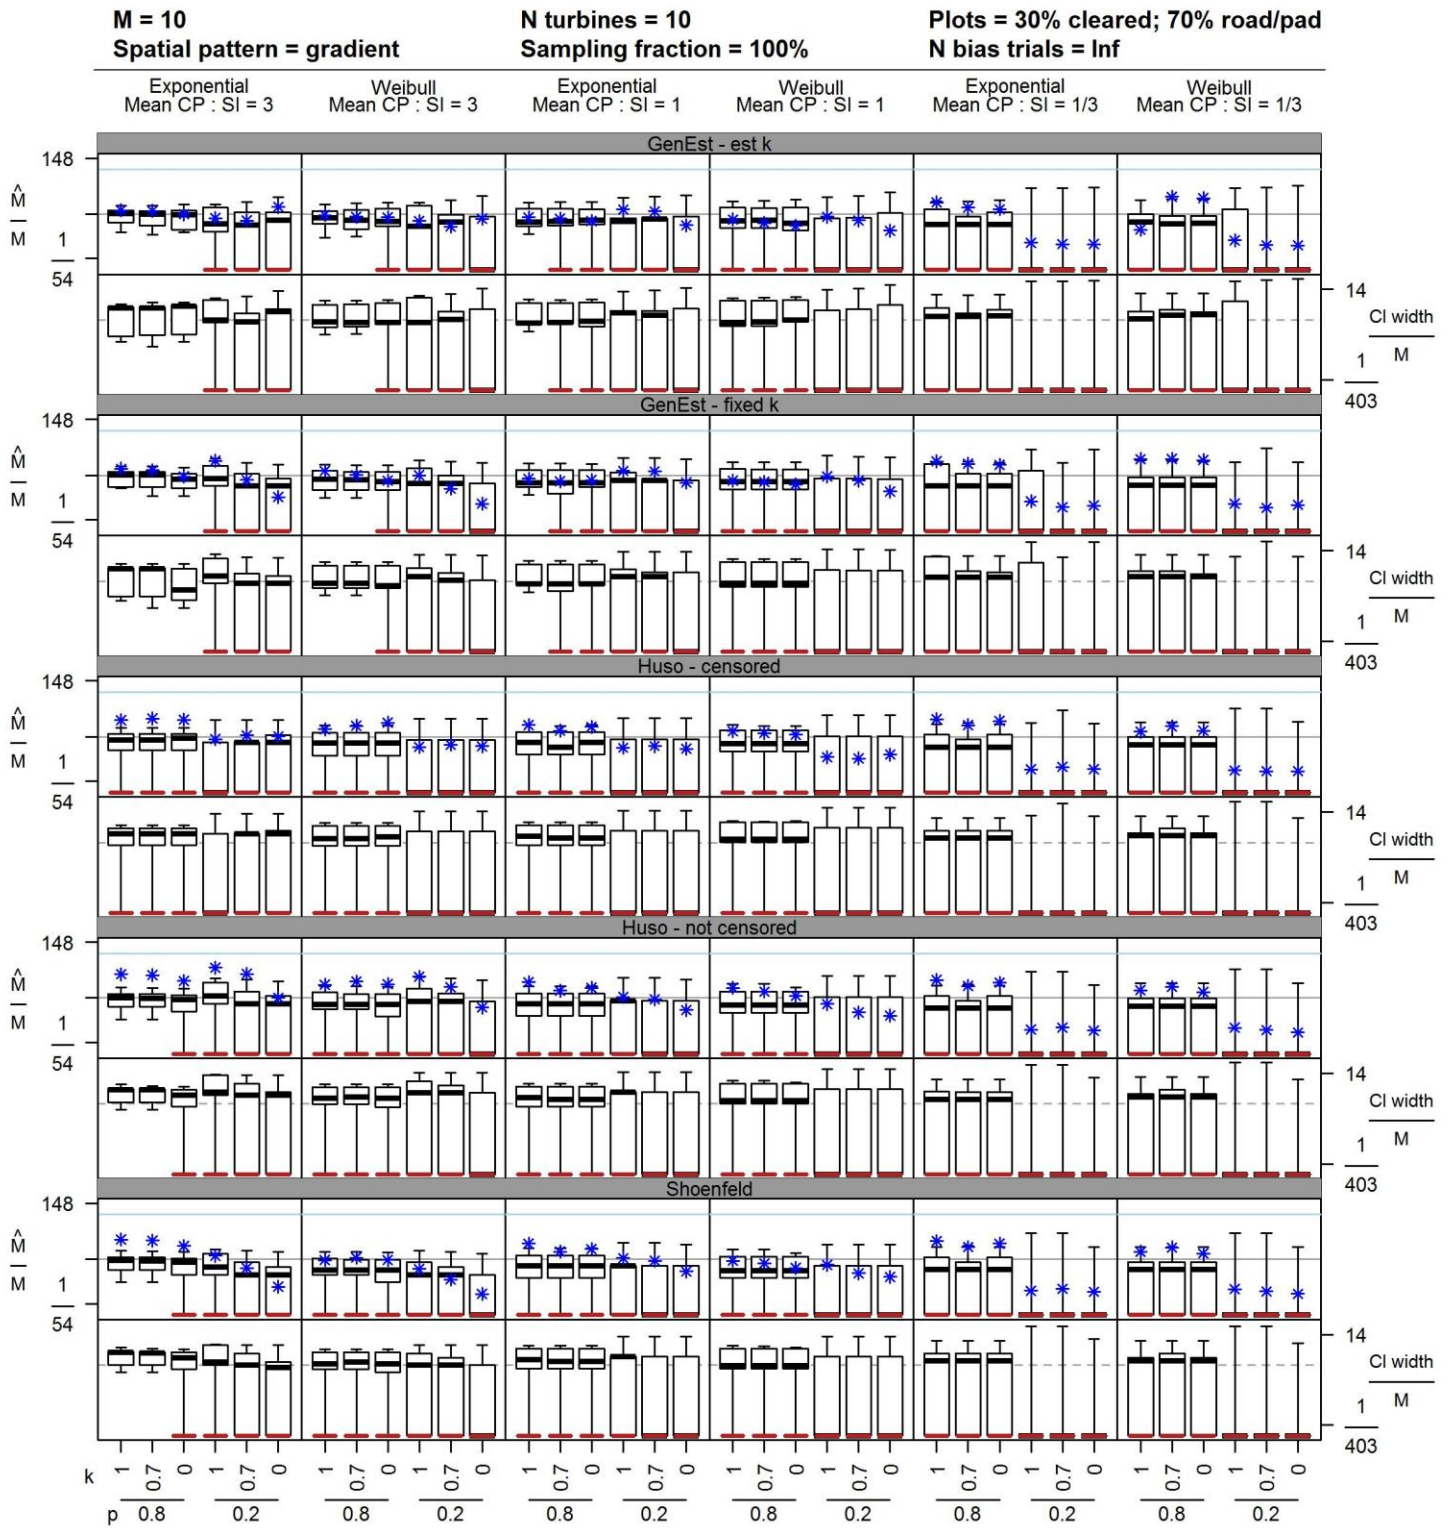 M = 10 N turbines = 10 Plots = 30% cleared; 70% road/pad
Spatial pattern = gradient Sampling fraction = 100% N bias trials = Inf
Exponential Weibull Exponential Weibull Exponential Weibull
Mean CP : SI = 3 Mean CP : SI = 3 Mean CP : SI = 1 Mean CP : SI = 1 Mean CP : SI = 1/3 Mean CP : SI = 1/3
GenEst - est k
148
M̂
M
1
54
14
CI width
M
1
403
GenEst - fixed k
148
M̂
M
1
54
14
CI width
M
1
403
Huso - censored
148
M̂
M
1
54
14
CI width
M
1
403
Huso - not censored
148
M̂
M
1
54
14
CI width
M
1
403
Shoenfeld
148
M̂
M
1
54
14
CI width
M
1
403
k 1 0.7 0 1 0.7 0 1 0.7 0 1 0.7 0 1 0.7 0 1 0.7 0 1 0.7 0 1 0.7 0 1 0.7 0 1 0.7 0 1 0.7 0 1 0.7 0
p 0.8 0.2 0.8 0.2 0.8 0.2 0.8 0.2 0.8 0.2 0.8 0.2